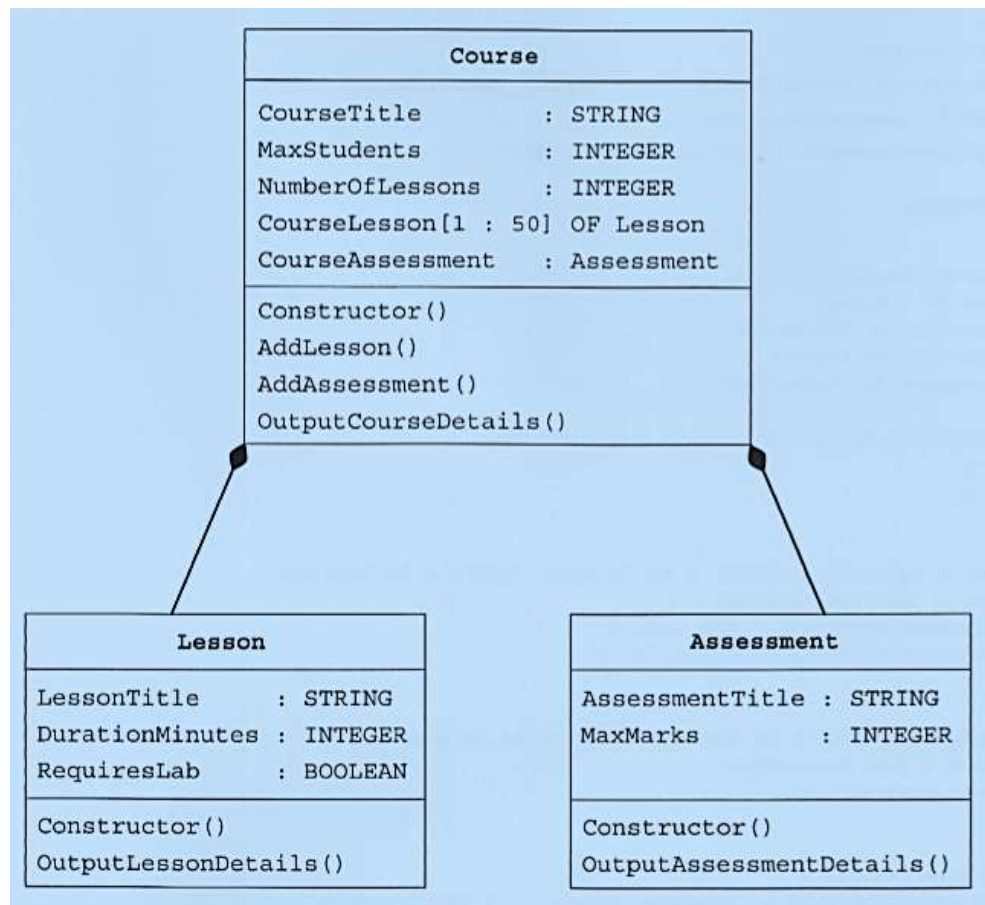 Course
CourseTitle : STRING
MaxStudents : INTEGER
NumberOfLessons : INTEGER
CourseLesson[1 : 50] OF Lesson
CourseAssessment : Assessment
Constructor()
AddLesson()
AddAssessment()
OutputCourseDetails()
Lesson
LessonTitle : STRING
DurationMinutes : INTEGER
RequiresLab : BOOLEAN
Constructor()
OutputLessonDetails()
Assessment
AssessmentTitle : STRING
MaxMarks : INTEGER
Constructor()
OutputAssessmentDetails()